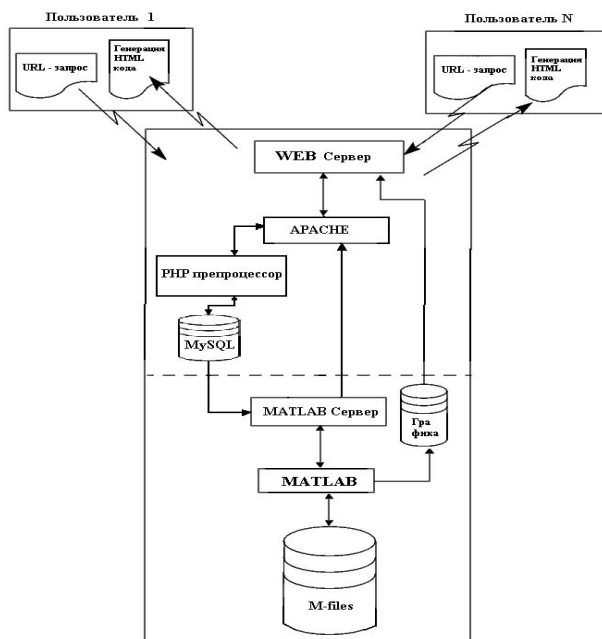 Пользователь 1
Пользователь N
URL - запрос
Генерация
HTML
кода
URL - запрос
Генерация
HTML
кода
WEB Сервер
APACHE
PHP препроцессор
MySQL
MATLAB Сервер
Гра
фика
MATLAB
M-files